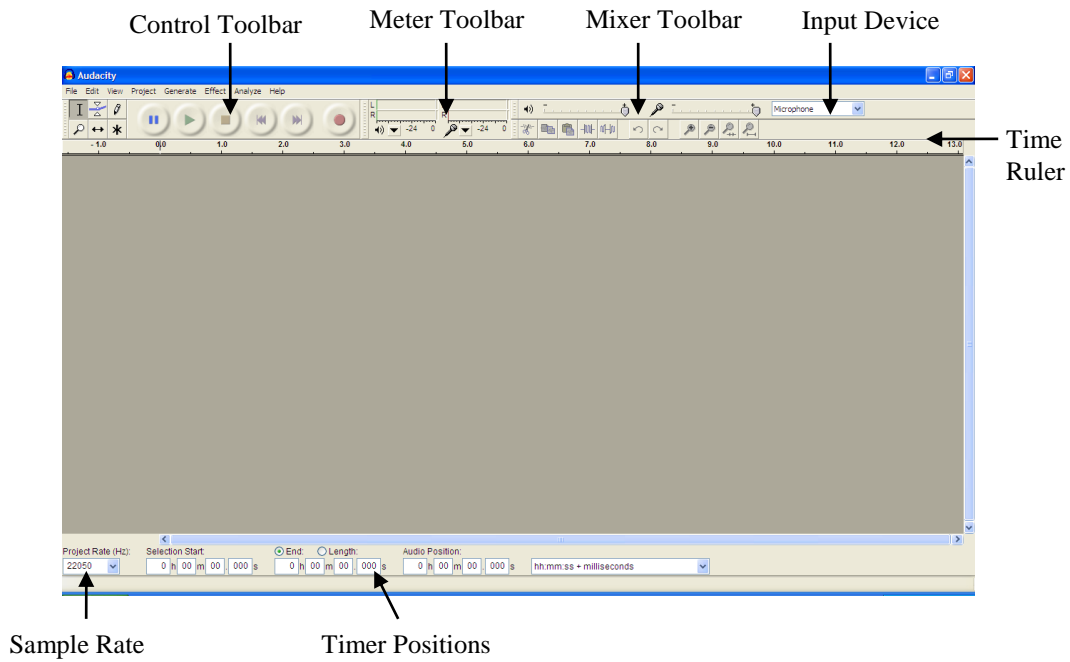 Control Toolbar Meter Toolbar Mixer Toolbar Input Device
Audacity
File Edit View Project Generate Effect Analyze Help
L
R
R
-24 0 -24 0
Microphone
- 1.0 0.0 1.0 2.0 3.0 4.0 5.0 6.0 7.0 8.0 9.0 10.0 11.0 12.0 13.0
Time
Ruler
Project Rate (Hz): Selection Start: End: Length: Audio Position:
22050 0 h 00 m 00 . 000 s 0 h 00 m 00 . 000 s 0 h 00 m 00 . 000 s hh:mm:ss + milliseconds
Sample Rate Timer Positions